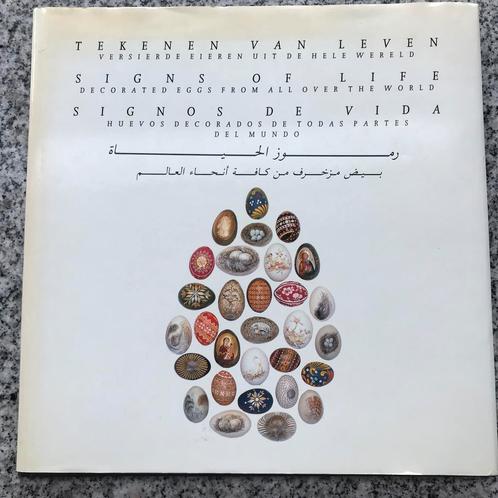 TEKENEN VAN LEVEN
VERSIERDE EIEREN UIT DE HELE WERELD
SIGNS OF LIFE
DECORATED EGGS FROM ALL OVER THE WORLD
SIGNOS DE VIDA
HUEVOS DECORADOS DE TODAS PARTES
DEL MUNDO
رموز الحياة
بيض مزخرف من كافة أنحاء العالم